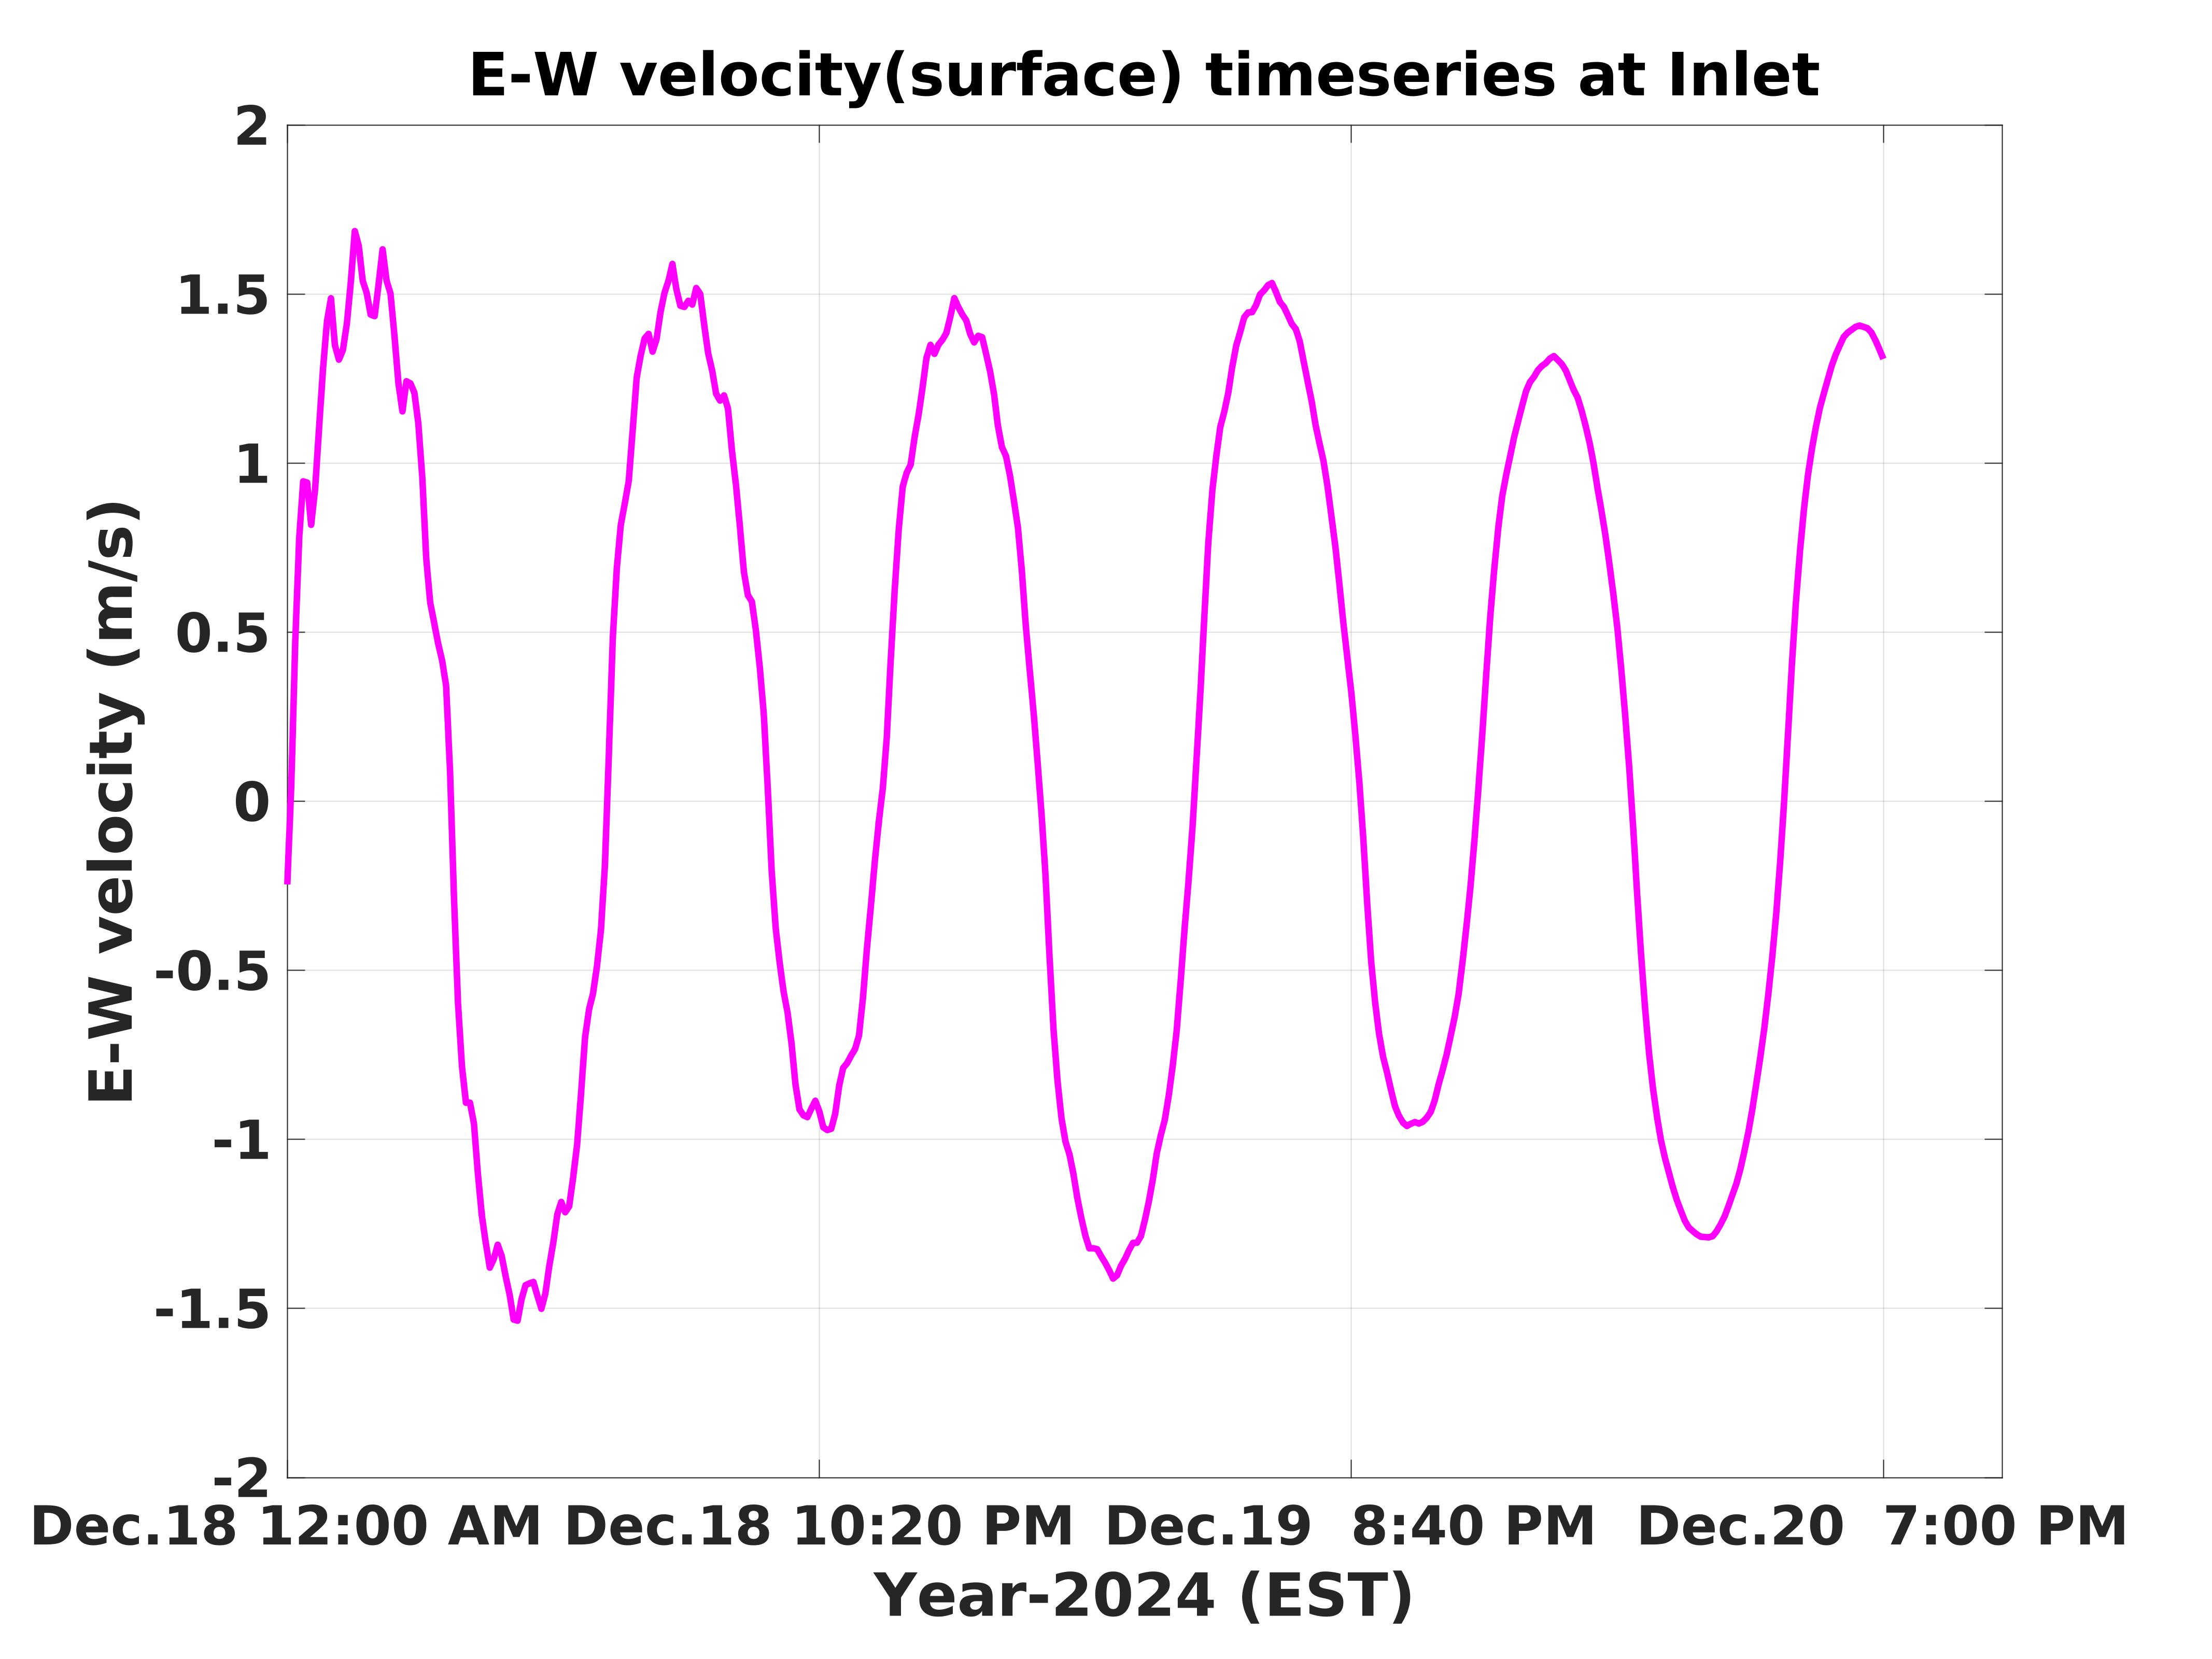 E-W velocity(surface) timeseries at Inlet
E-W velocity (m/s)
2
1.5
1
0.5
0
-0.5
-1
-1.5
-2
Dec.18 12:00 AM Dec.18 10:20 PM Dec.19 8:40 PM Dec.20 7:00 PM
Year-2024 (EST)